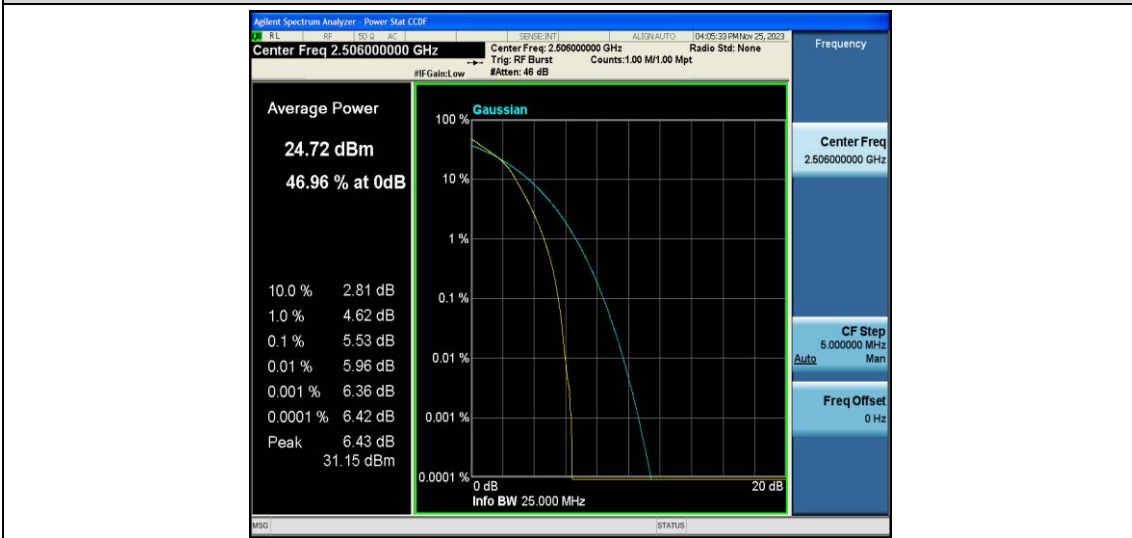 Agilent Spectrum Analyzer - Power Stat CCDF
RL RF 50 Ω AC SENSE:INT ALIGN AUTO 04:05:33 PM Nov 25, 2023
Center Freq 2.506000000 GHz
Center Freq: 2.506000000 GHz Radio Std: None
Trig: RF Burst Counts:1.00 M/1.00 Mpt
#IFGain:Low #Atten: 46 dB
Frequency
Average Power
24.72 dBm
46.96 % at 0dB
10.0 % 2.81 dB
1.0 % 4.62 dB
0.1 % 5.53 dB
0.01 % 5.96 dB
0.001 % 6.36 dB
0.0001 % 6.42 dB
Peak 6.43 dB
31.15 dBm
Gaussian
100 %
10 %
1 %
0.1 %
0.01 %
0.001 %
0.0001 %
0 dB 20 dB
Info BW 25.000 MHz
Center Freq
2.506000000 GHz
CF Step
5.000000 MHz
Auto Man
Freq Offset
0 Hz
MSG STATUS